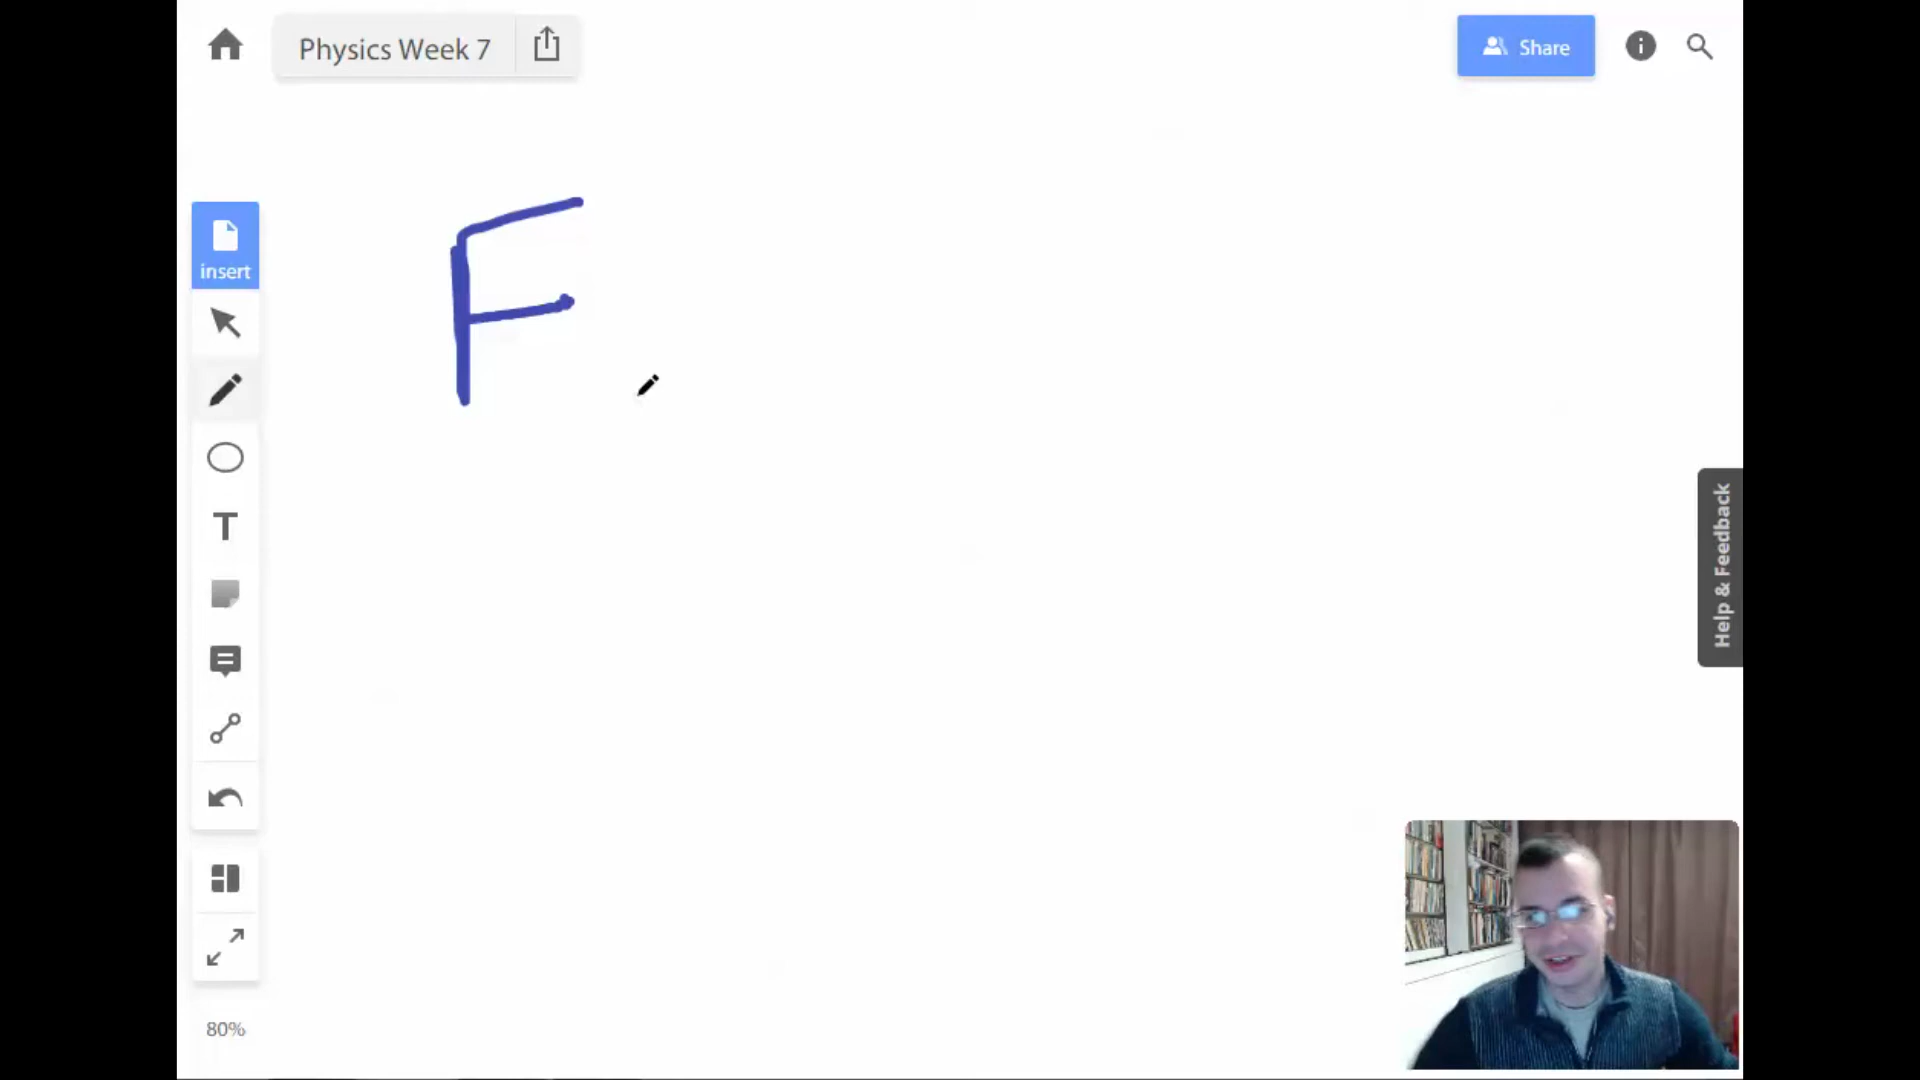 Physics Week 7
Share
F
insert
T
Help & Feedback
80%